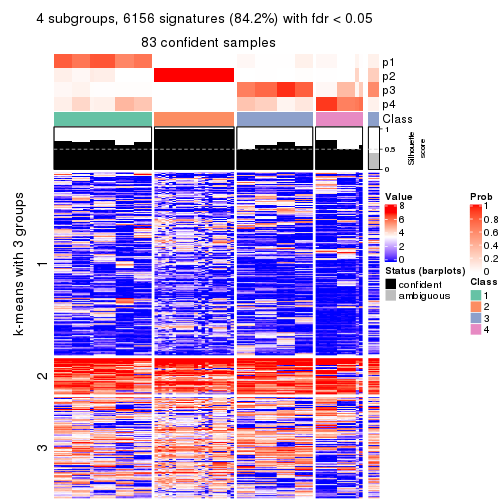 4 subgroups, 6156 signatures (84.2%) with fdr < 0.05
83 confident samples
p1
p2
p3
p4
Class
1
0.5
0
Silhouette
score
k-means with 3 groups
1
2
3
Value
8
6
4
2
0
Status (barplots)
confident
ambiguous
Prob
1
0.8
0.6
0.4
0.2
0
Class
1
2
3
4